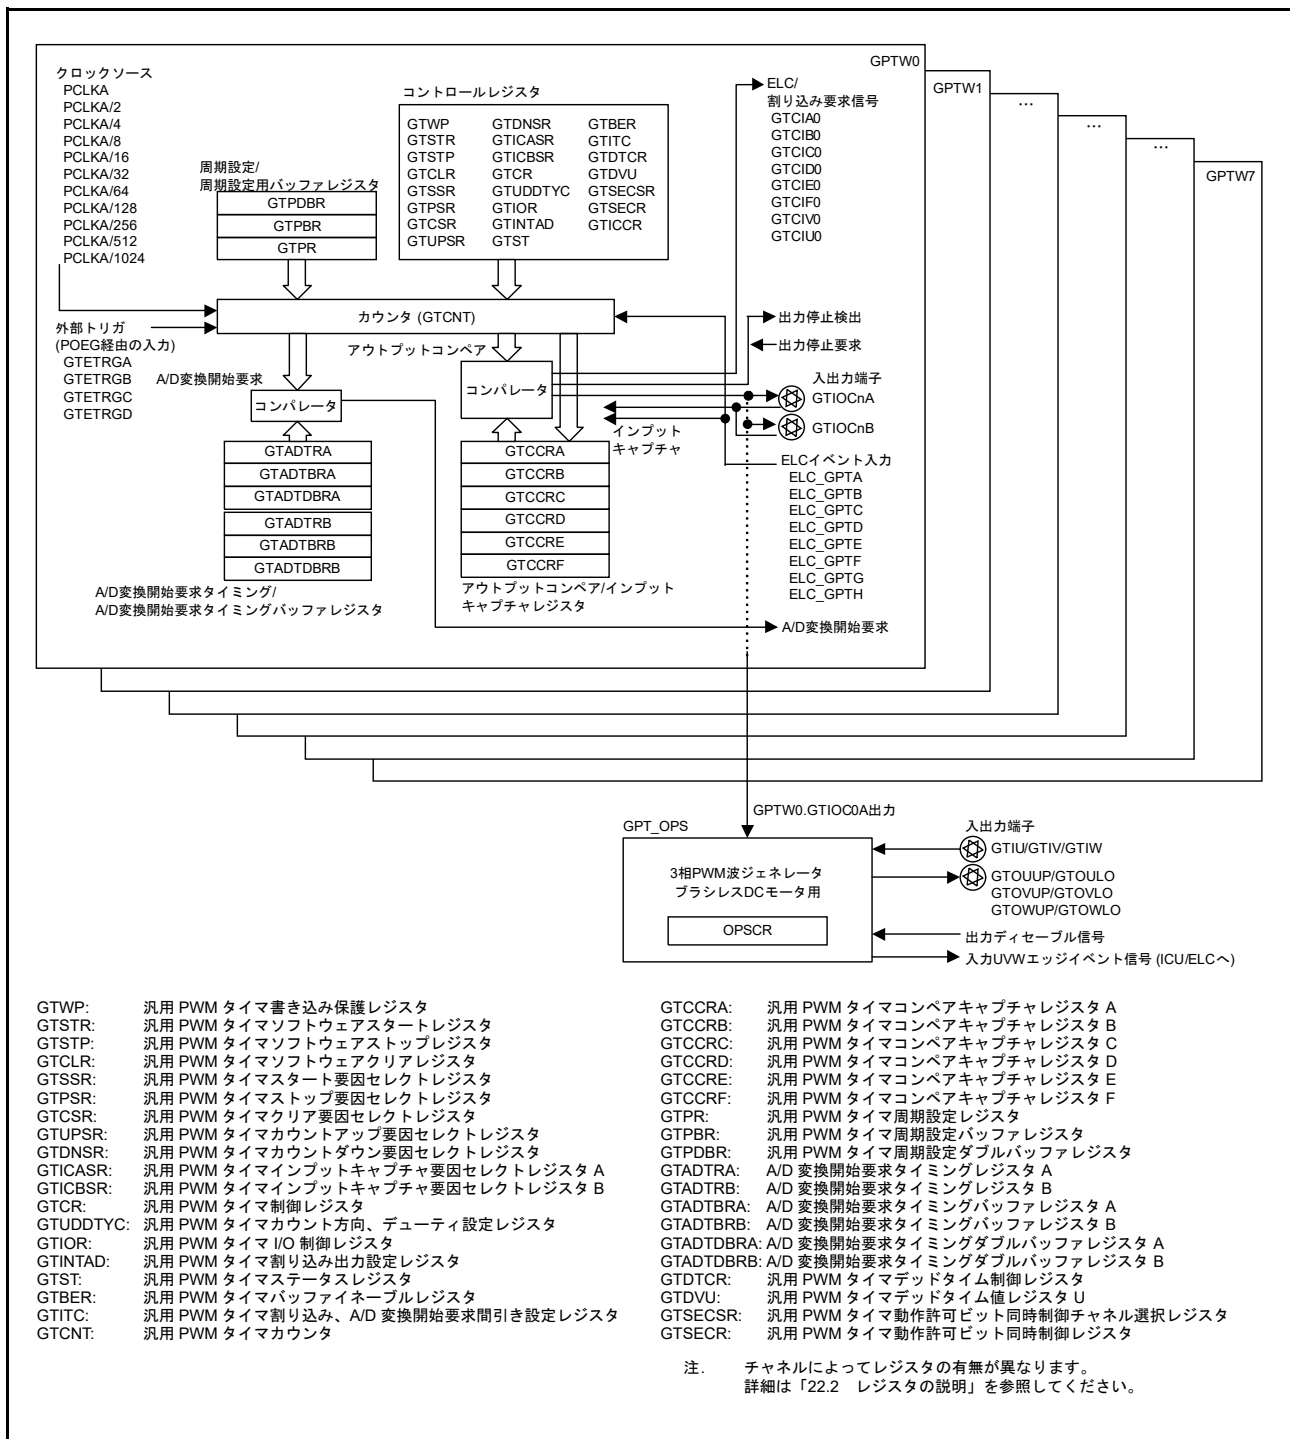 GPTW0
GPTW1
...
...
...
GPTW7
クロックソース
PCLKA
PCLKA/2
PCLKA/4
PCLKA/8
PCLKA/16
PCLKA/32
PCLKA/64
PCLKA/128
PCLKA/256
PCLKA/512
PCLKA/1024
周期設定/
周期設定用バッファレジスタ
GTPDBR
GTPBR
GTPR
コントロールレジスタ
GTWP GTDNSR GTBER
GTSTR GTICASR GTITC
GTSTP GTICBSR GTDTCR
GTCLR GTCR GTDVU
GTSSR GTUDDTYC GTSECSR
GTPSR GTIOR GTSECR
GTCSR GTINTAD GTICCR
GTUPSR GTST
ELC/
割り込み要求信号
GTCIA0
GTCIB0
GTCIC0
GTCID0
GTCIE0
GTCIF0
GTCIV0
GTCIU0
カウンタ (GTCNT)
外部トリガ
(POEG経由の入力)
GTETRGA
GTETRGB
GTETRGC
GTETRGD
A/D変換開始要求
コンパレータ
アウトプットコンペア
コンパレータ
出力停止検出
出力停止要求
入出力端子
GTIOCnA
GTIOCnB
インプット
キャプチャ
GTADTRA
GTADTBRA
GTADTDBRA
GTADTRB
GTADTBRB
GTADTDBRB
A/D変換開始要求タイミング/
A/D変換開始要求タイミングバッファレジスタ
GTCCRA
GTCCRB
GTCCRC
GTCCRD
GTCCRE
GTCCRF
アウトプットコンペア/インプット
キャプチャレジスタ
ELCイベント入力
ELC_GPTA
ELC_GPTB
ELC_GPTC
ELC_GPTD
ELC_GPTE
ELC_GPTF
ELC_GPTG
ELC_GPTH
A/D変換開始要求
GPTW0.GTIOC0A出力
GPT_OPS
3相PWM波ジェネレータ
ブラシレスDCモータ用
OPSCR
入出力端子
GTIU/GTIV/GTIW
GTOUUP/GTOULO
GTOVUP/GTOVLO
GTOWUP/GTOWLO
出力ディセーブル信号
入力UVWエッジイベント信号 (ICU/ELCへ)
GTWP: 汎用 PWM タイマ書き込み保護レジスタ
GTSTR: 汎用 PWM タイマソフトウェアスタートレジスタ
GTSTP: 汎用 PWM タイマソフトウェアストップレジスタ
GTCLR: 汎用 PWM タイマソフトウェアクリアレジスタ
GTSSR: 汎用 PWM タイマスタート要因セレクトレジスタ
GTPSR: 汎用 PWM タイマストップ要因セレクトレジスタ
GTCSR: 汎用 PWM タイマクリア要因セレクトレジスタ
GTUPSR: 汎用 PWM タイマカウントアップ要因セレクトレジスタ
GTDNSR: 汎用 PWM タイマカウントダウン要因セレクトレジスタ
GTICASR: 汎用 PWM タイマインプットキャプチャ要因セレクトレジスタ A
GTICBSR: 汎用 PWM タイマインプットキャプチャ要因セレクトレジスタ B
GTCR: 汎用 PWM タイマ制御レジスタ
GTUDDTYC: 汎用 PWM タイマカウント方向、デューティ設定レジスタ
GTIOR: 汎用 PWM タイマ I/O 制御レジスタ
GTINTAD: 汎用 PWM タイマ割り込み出力設定レジスタ
GTST: 汎用 PWM タイマステータスレジスタ
GTBER: 汎用 PWM タイマバッファイネーブルレジスタ
GTITC: 汎用 PWM タイマ割り込み、A/D 変換開始要求間引き設定レジスタ
GTCNT: 汎用 PWM タイマカウンタ
GTCCRA: 汎用 PWM タイマコンペアキャプチャレジスタ A
GTCCRB: 汎用 PWM タイマコンペアキャプチャレジスタ B
GTCCRC: 汎用 PWM タイマコンペアキャプチャレジスタ C
GTCCRD: 汎用 PWM タイマコンペアキャプチャレジスタ D
GTCCRE: 汎用 PWM タイマコンペアキャプチャレジスタ E
GTCCRF: 汎用 PWM タイマコンペアキャプチャレジスタ F
GTPR: 汎用 PWM タイマ周期設定レジスタ
GTPBR: 汎用 PWM タイマ周期設定バッファレジスタ
GTPDBR: 汎用 PWM タイマ周期設定ダブルバッファレジスタ
GTADTRA: A/D 変換開始要求タイミングレジスタ A
GTADTRB: A/D 変換開始要求タイミングレジスタ B
GTADTBRA: A/D 変換開始要求タイミングバッファレジスタ A
GTADTBRB: A/D 変換開始要求タイミングバッファレジスタ B
GTADTDBRA: A/D 変換開始要求タイミングダブルバッファレジスタ A
GTADTDBRB: A/D 変換開始要求タイミングダブルバッファレジスタ B
GTDTCR: 汎用 PWM タイマデッドタイム制御レジスタ
GTDVU: 汎用 PWM タイマデッドタイム値レジスタ U
GTSECSR: 汎用 PWM タイマ動作許可ビット同時制御チャネル選択レジスタ
GTSECR: 汎用 PWM タイマ動作許可ビット同時制御レジスタ
注. チャネルによってレジスタの有無が異なります。
詳細は「22.2 レジスタの説明」を参照してください。